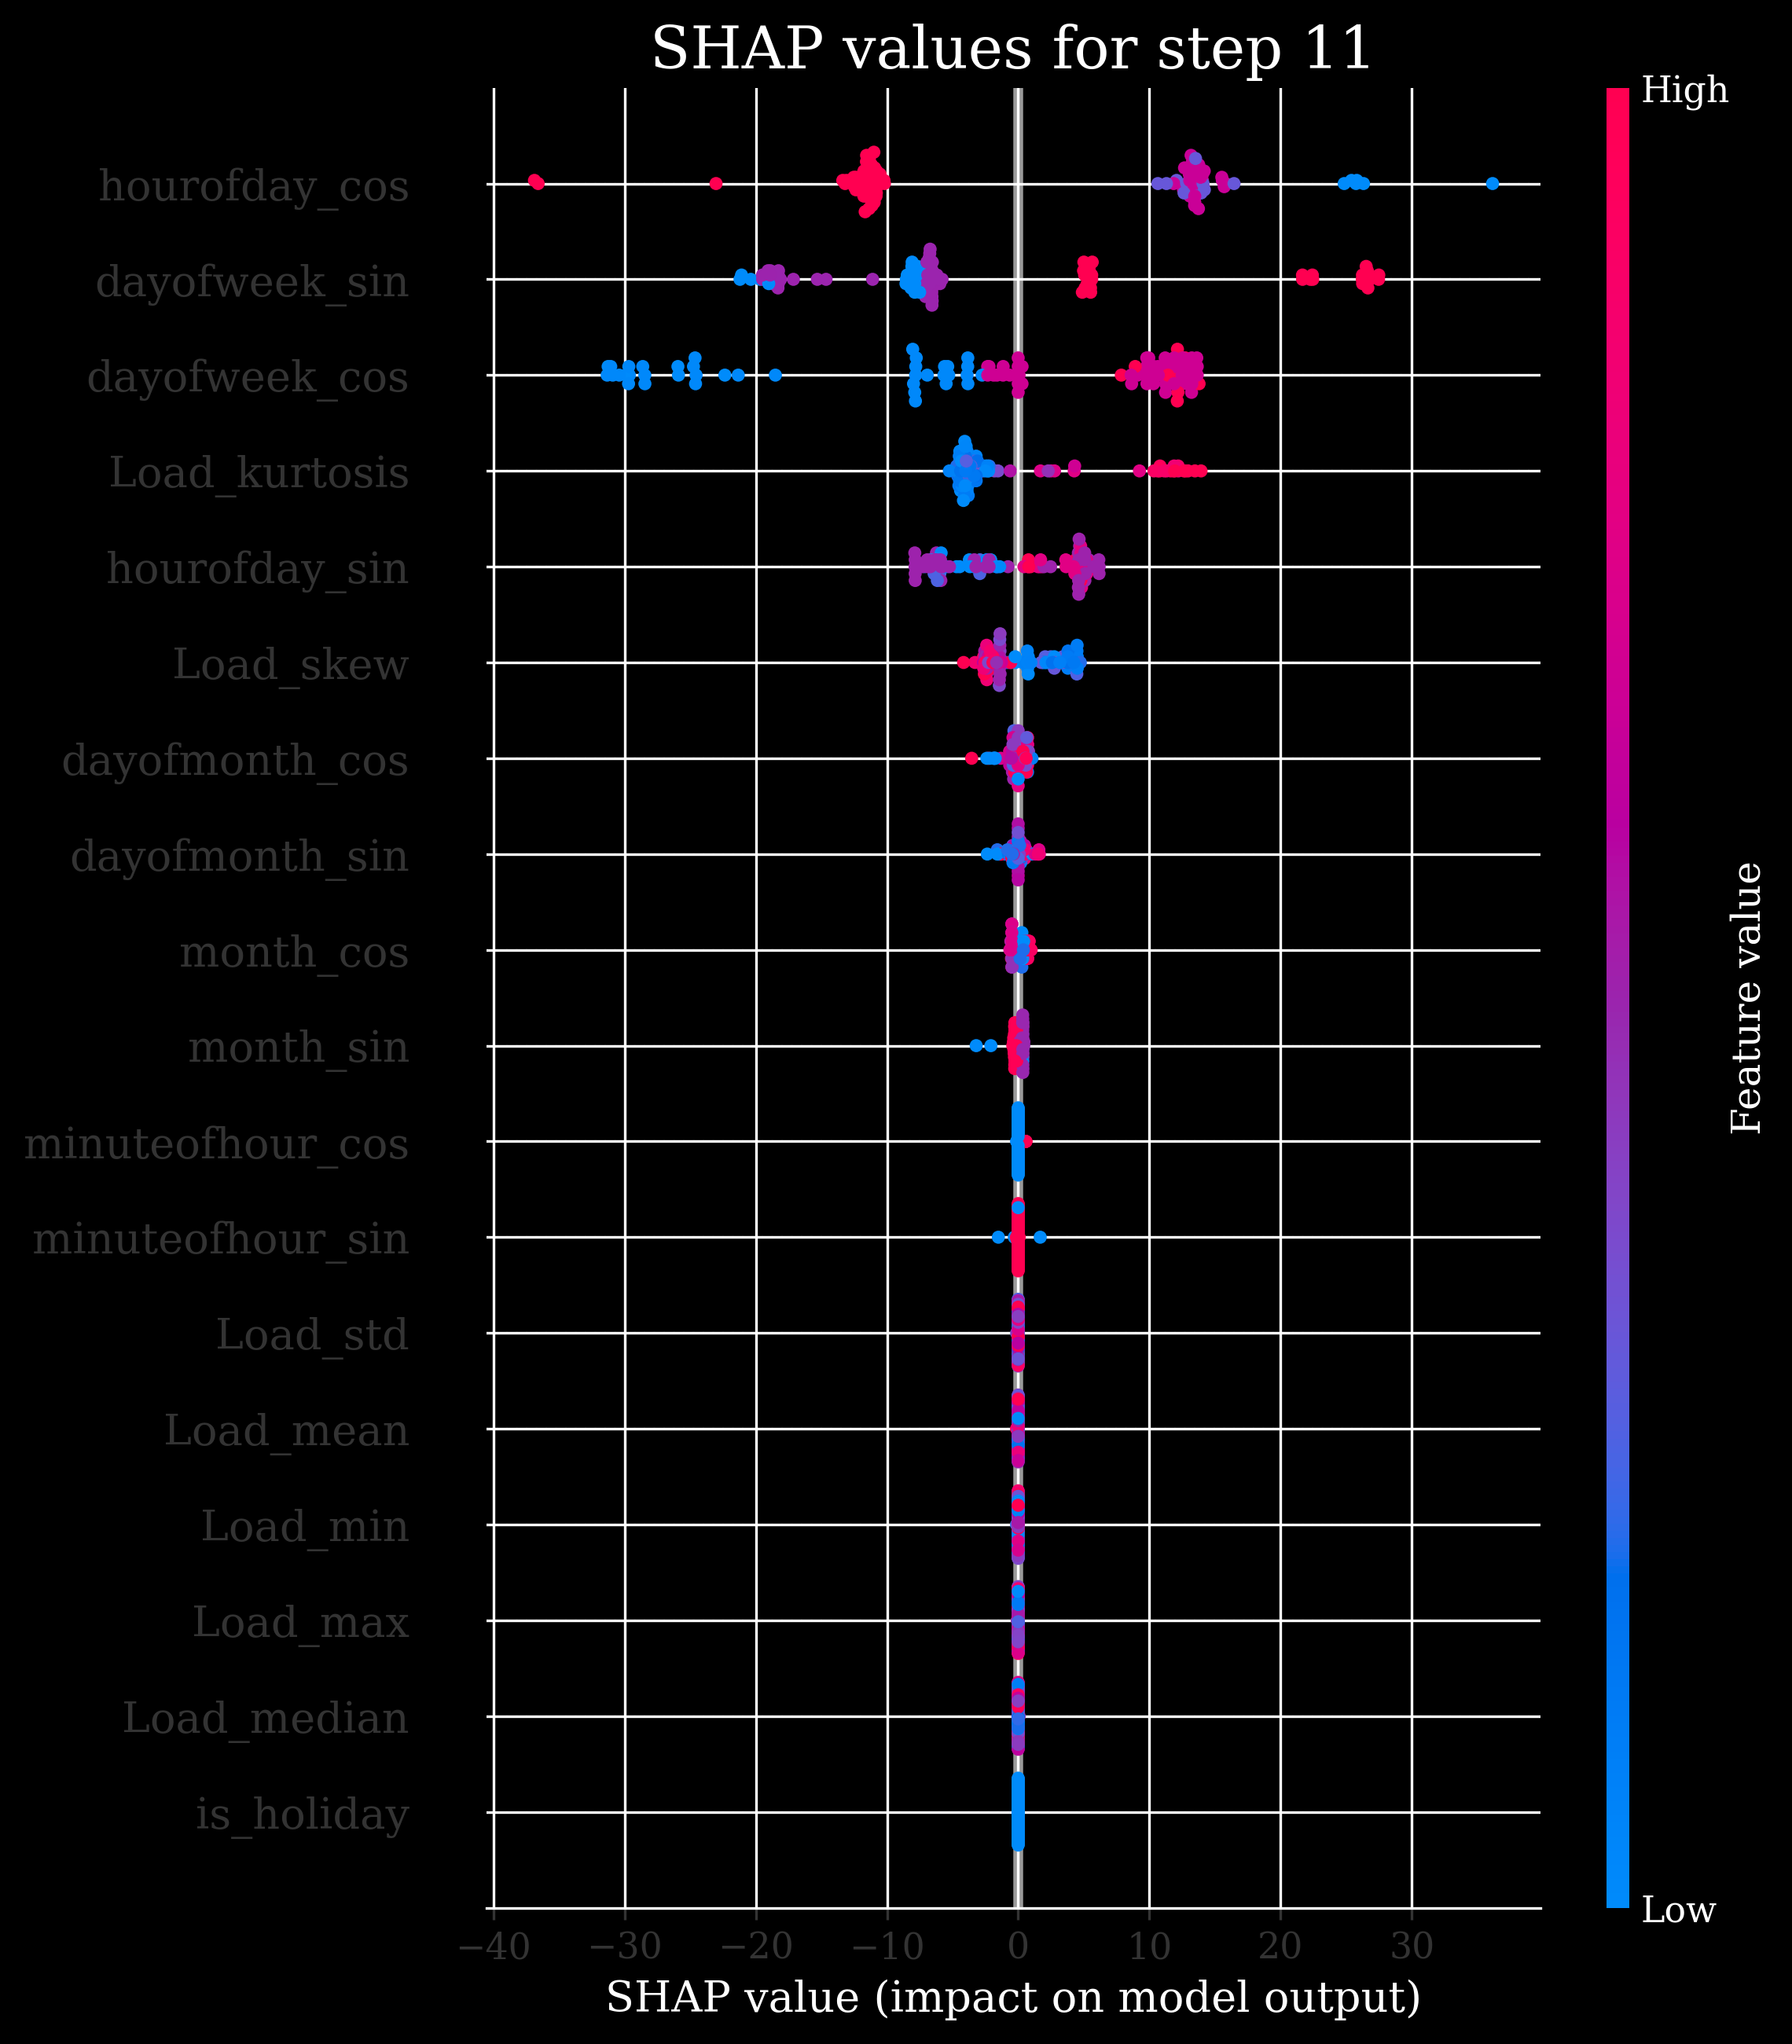 SHAP values for step 11
High
hourofday_cos
dayofweek_sin
dayofweek_cos
Load_kurtosis
hourofday_sin
Load_skew
dayofmonth_cos
dayofmonth_sin
month_cos
month_sin
minuteofhour_cos
minuteofhour_sin
Load_std
Load_mean
Load_min
Load_max
Load_median
is_holiday
Feature value
Low
−40 −30 −20 −10 0 10 20 30
SHAP value (impact on model output)